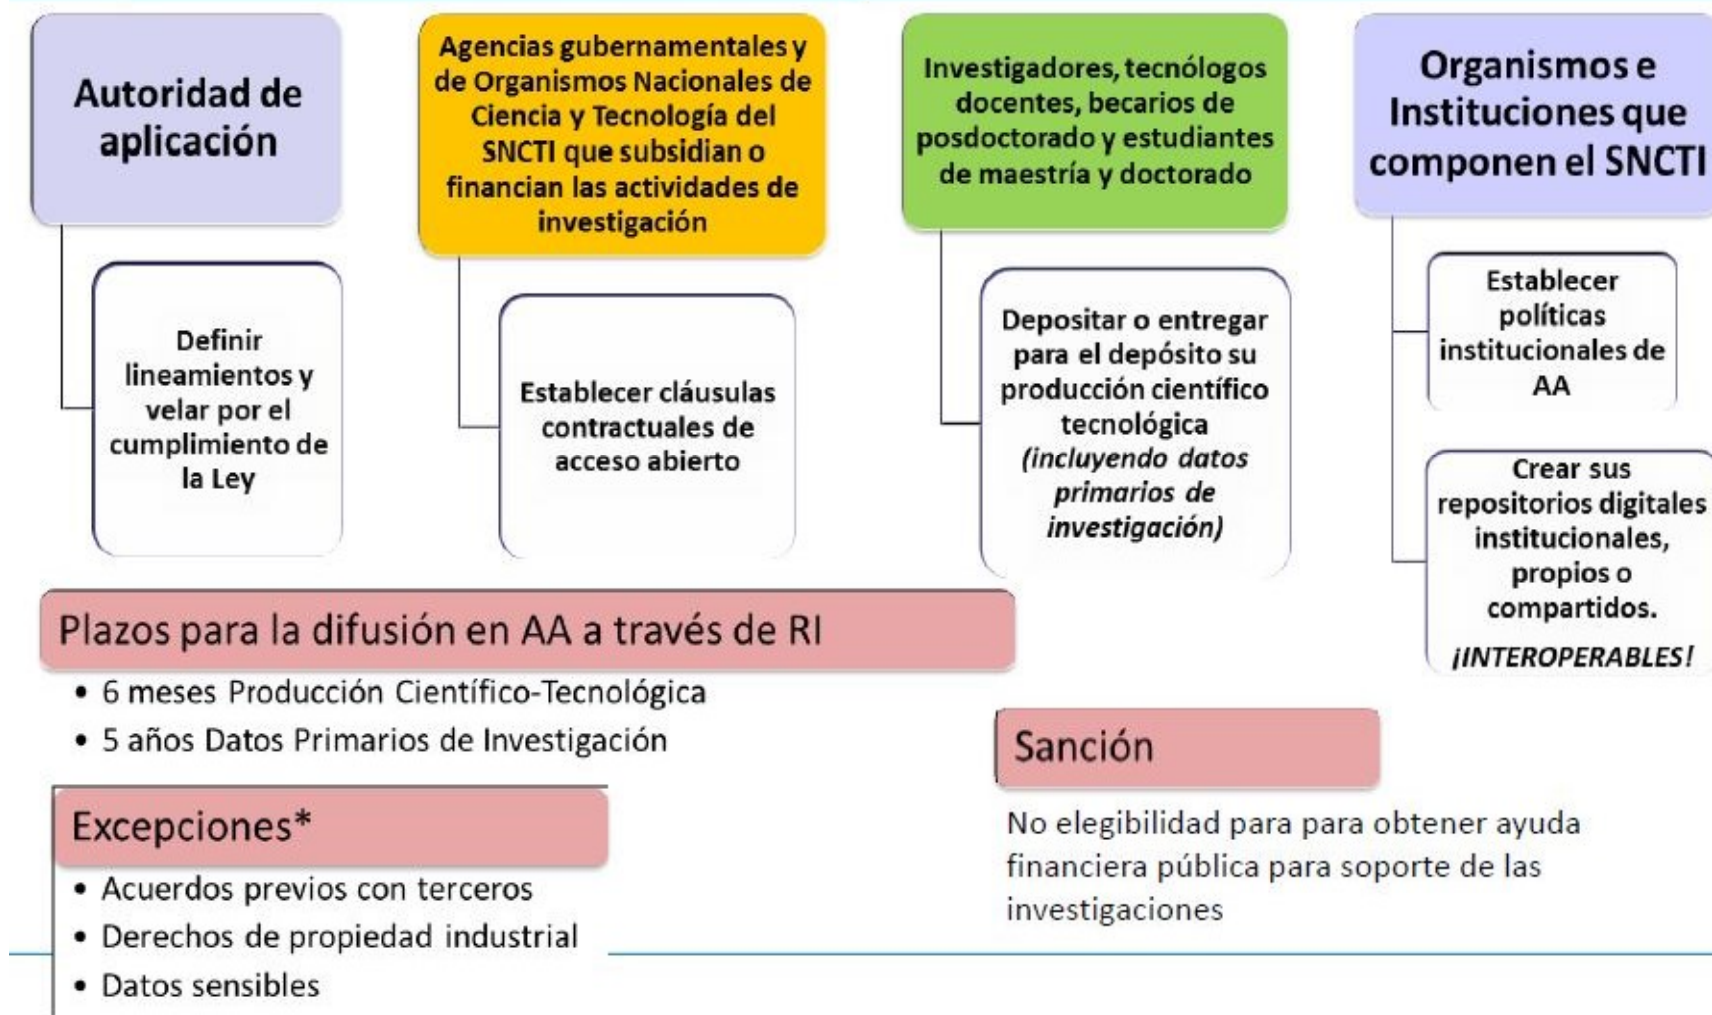 Autoridad de
aplicación
Definir
lineamientos y
velar por el
cumplimiento de
la Ley
Agencias gubernamentales y
de Organismos Nacionales de
Ciencia y Tecnología del
SNCTI que subsidian o
financian las actividades de
investigación
Establecer cláusulas
contractuales de
acceso abierto
Investigadores, tecnólogos
docentes, becarios de
posdoctorado y estudiantes
de maestría y doctorado
Depositar o entregar
para el depósito su
producción científico
tecnológica
(incluyendo datos
primarios de
investigación)
Organismos e
Instituciones que
componen el SNCTI
Establecer
políticas
institucionales de
AA
Crear sus
repositorios digitales
institucionales,
propios o
compartidos.
¡INTEROPERABLES!
Plazos para la difusión en AA a través de RI
• 6 meses Producción Científico-Tecnológica
• 5 años Datos Primarios de Investigación
Excepciones*
• Acuerdos previos con terceros
• Derechos de propiedad industrial
• Datos sensibles
Sanción
No elegibilidad para para obtener ayuda
financiera pública para soporte de las
investigaciones